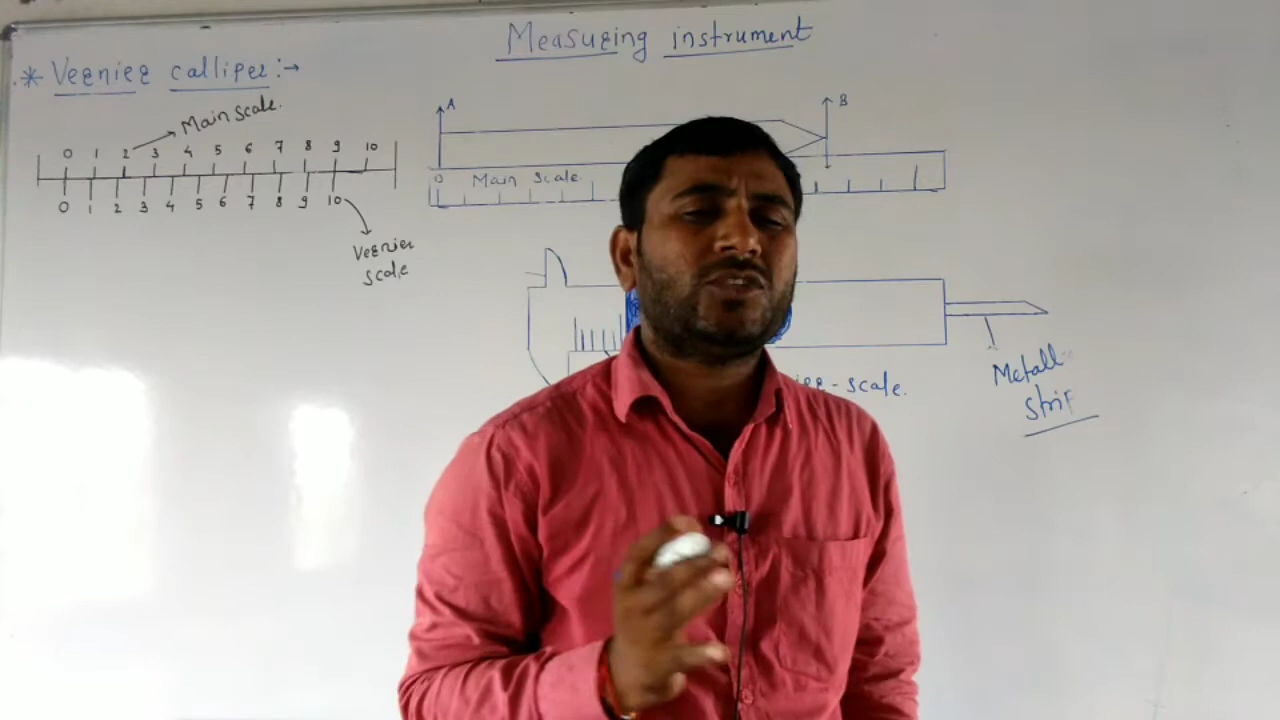 Measuring instrument
* Vernier calliper :→
Main scale.
0 1 2 3 4 5 6 7 8 9 10
0 1 2 3 4 5 6 7 8 9 10
Vernier
scale
A
B
0 Main Scale
-scale.
Metall
Strip